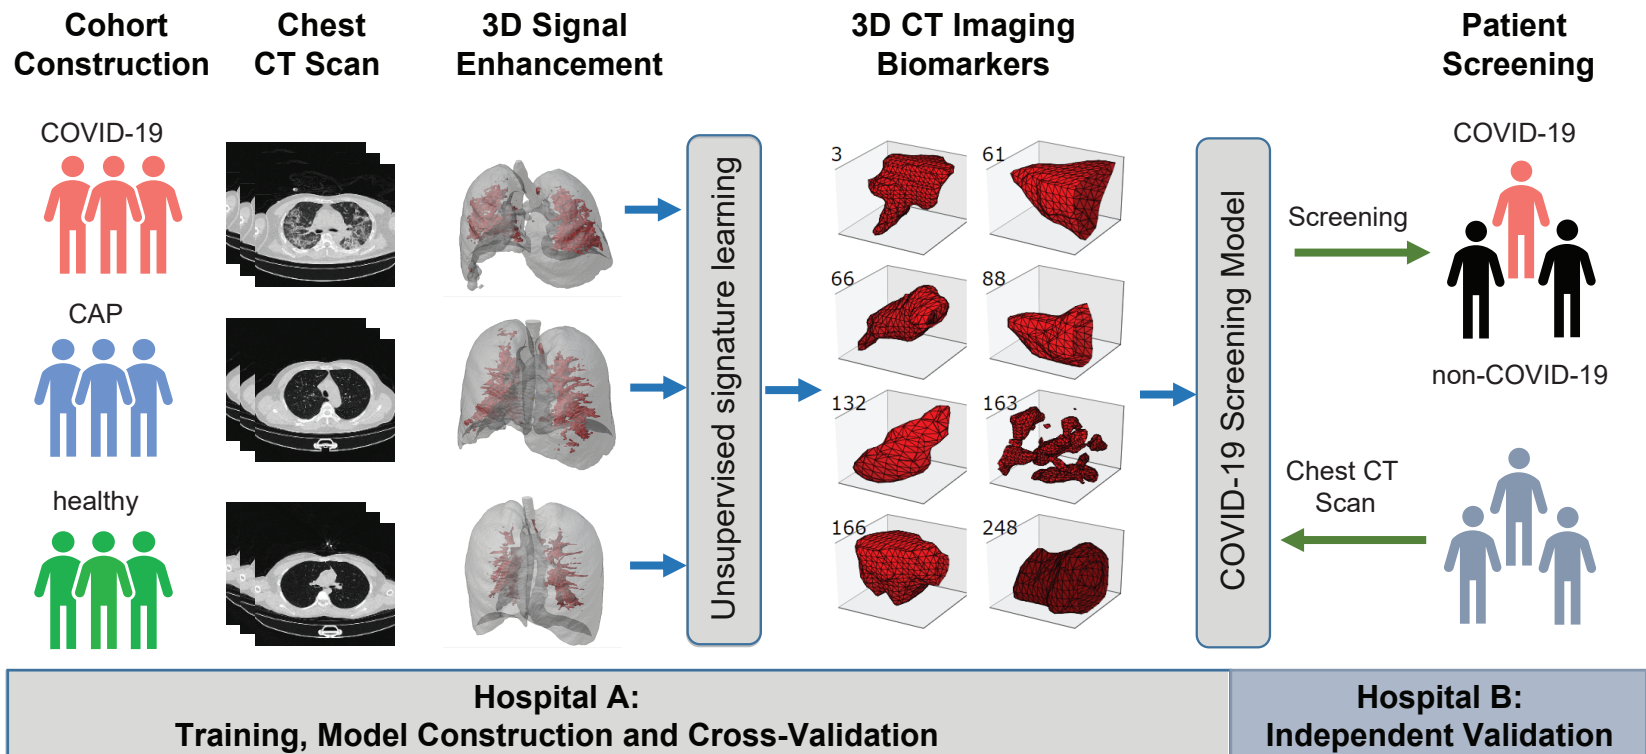 Cohort
Construction
Chest
CT Scan
3D Signal
Enhancement
3D CT Imaging
Biomarkers
Patient
Screening
COVID-19
CAP
healthy
Unsupervised signature learning
3
61
66
88
132
163
166
248
COVID-19 Screening Model
Screening
COVID-19
non-COVID-19
Chest CT
Scan
Hospital A:
Training, Model Construction and Cross-Validation
Hospital B:
Independent Validation